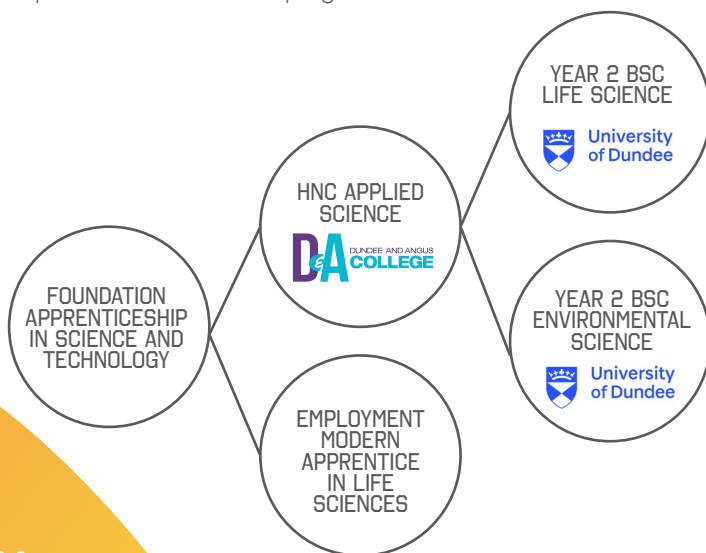 YEAR 2 BSC
LIFE SCIENCE
University
of Dundee
HNC APPLIED
SCIENCE
D&A DUNDEE AND ANGUS
COLLEGE
FOUNDATION
APPRENTICESHIP
IN SCIENCE AND
TECHNOLOGY
YEAR 2 BSC
ENVIRONMENTAL
SCIENCE
University
of Dundee
EMPLOYMENT
MODERN
APPRENTICE
IN LIFE
SCIENCES